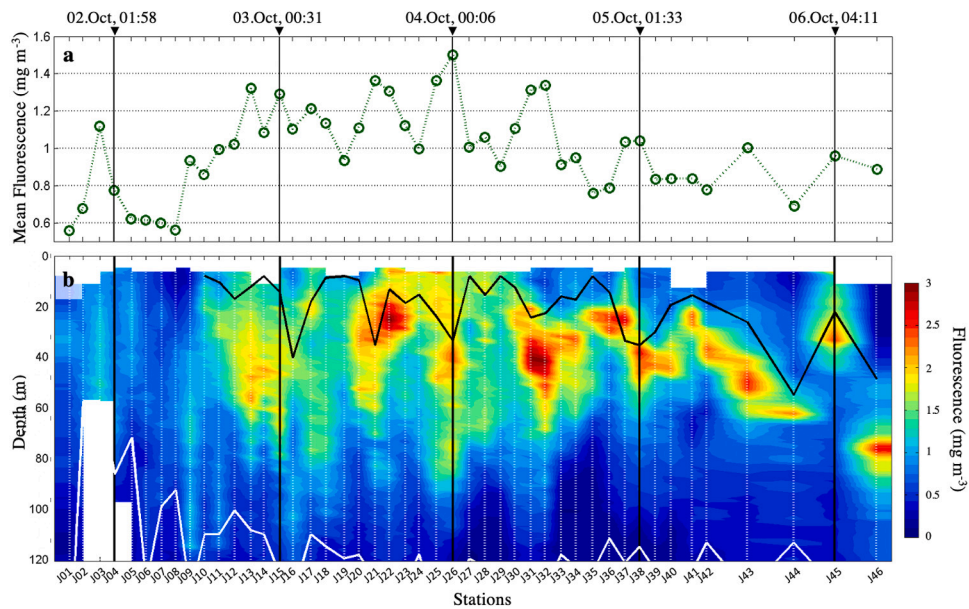 02.Oct, 01:58 03.Oct, 00:31 04.Oct, 00:06 05.Oct, 01:33 06.Oct, 04:11
a
Mean Fluorescence (mg m-3)
1.6
1.4
1.2
1
0.8
0.6
b
Depth (m)
0
20
40
60
80
100
120
J01 J02 J03 J04 J05 J06 J07 J08 J09 J10 J11 J12 J13 J14 J15 J16 J17 J18 J19 J20 J21 J22 J23 J24 J25 J26 J27 J28 J29 J30 J31 J32 J33 J34 J35 J36 J37 J38 J39 J40 J41 J42 J43 J44 J45 J46
Stations
3
2.5
2
1.5
1
0.5
0
Fluorescence (mg m-3)